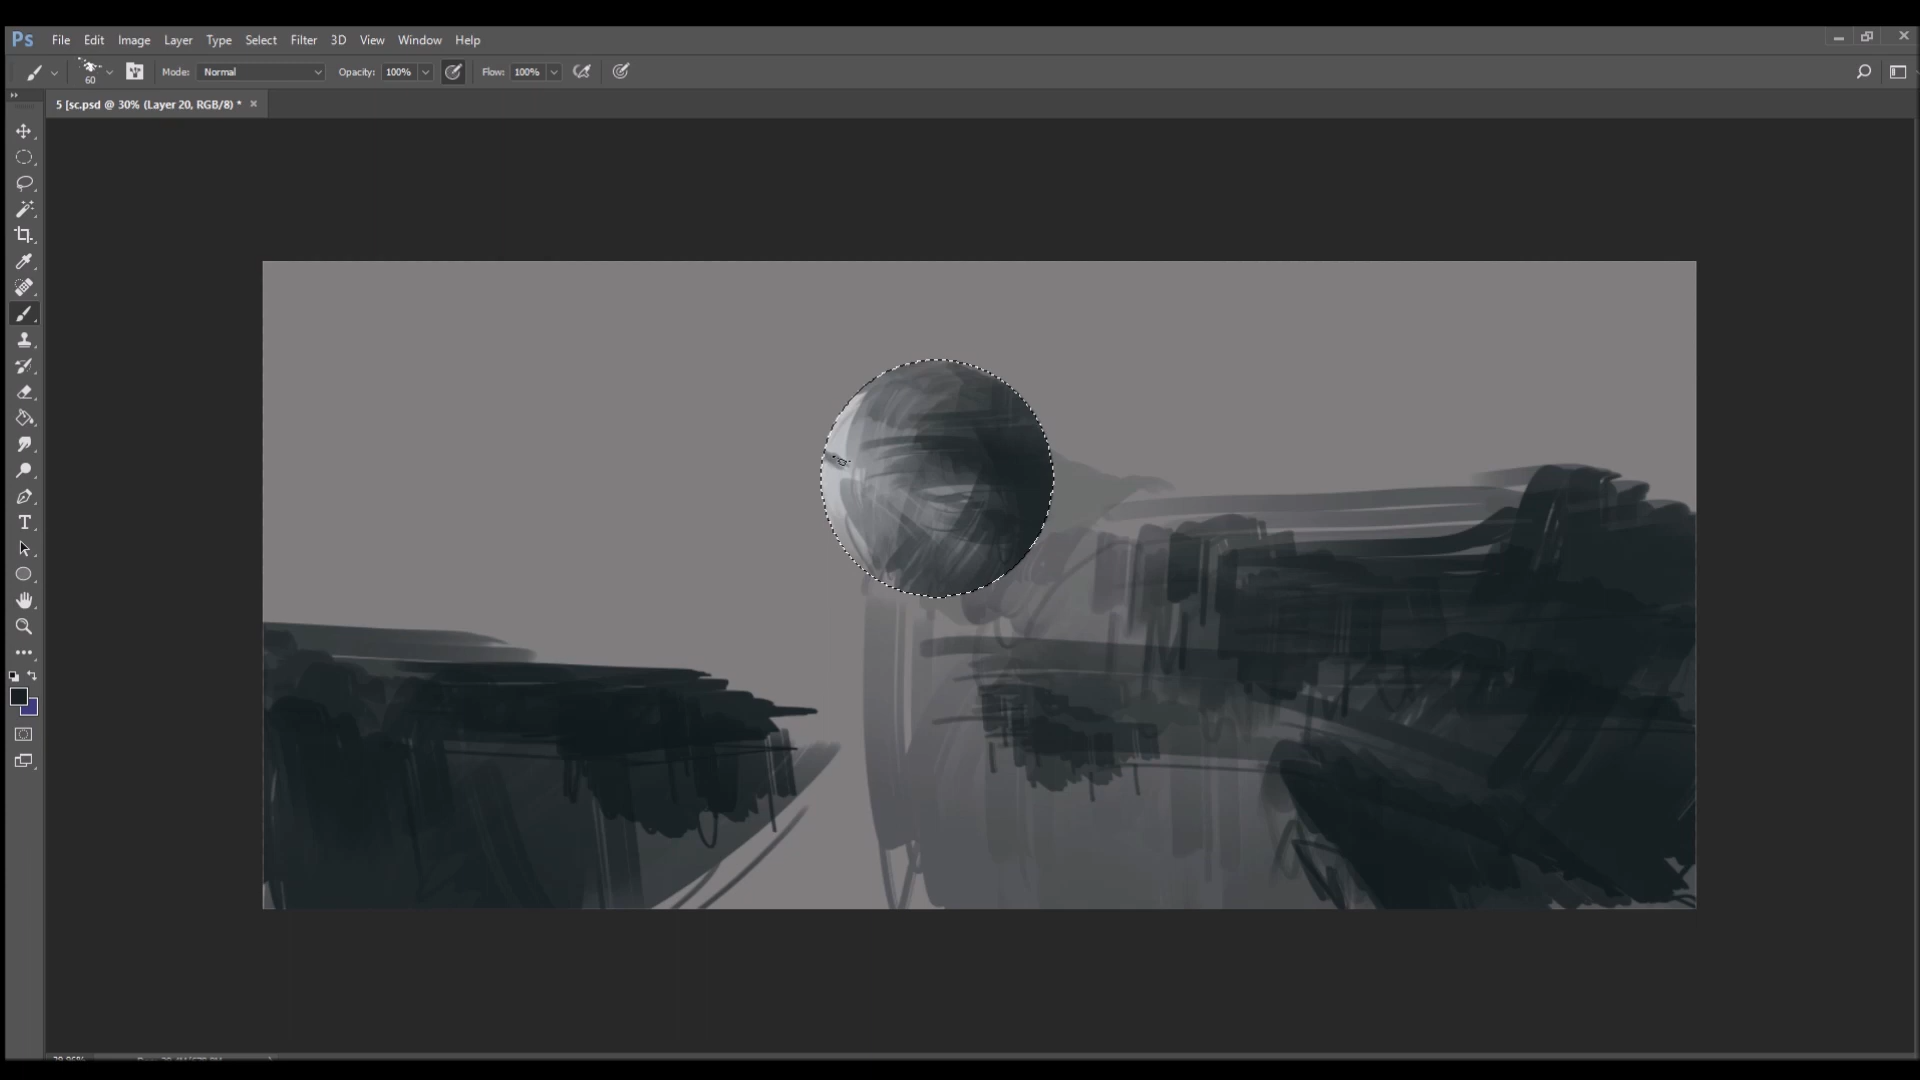 Ps File Edit Image Layer Type Select Filter 3D View Window Help
60 Mode: Normal Opacity: 100% Flow: 100%
5 [sc.psd @ 30% (Layer 20, RGB/8) *